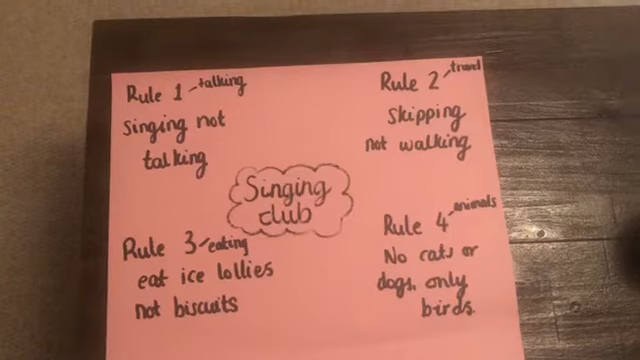 Rule 1 talking
Singing not
talking
Rule 2 travel
skipping
not walking
Singing
club
Rule 3 eating
eat ice lollies
not biscuits
Rule 4 animals
No cats or
dogs, only
birds.